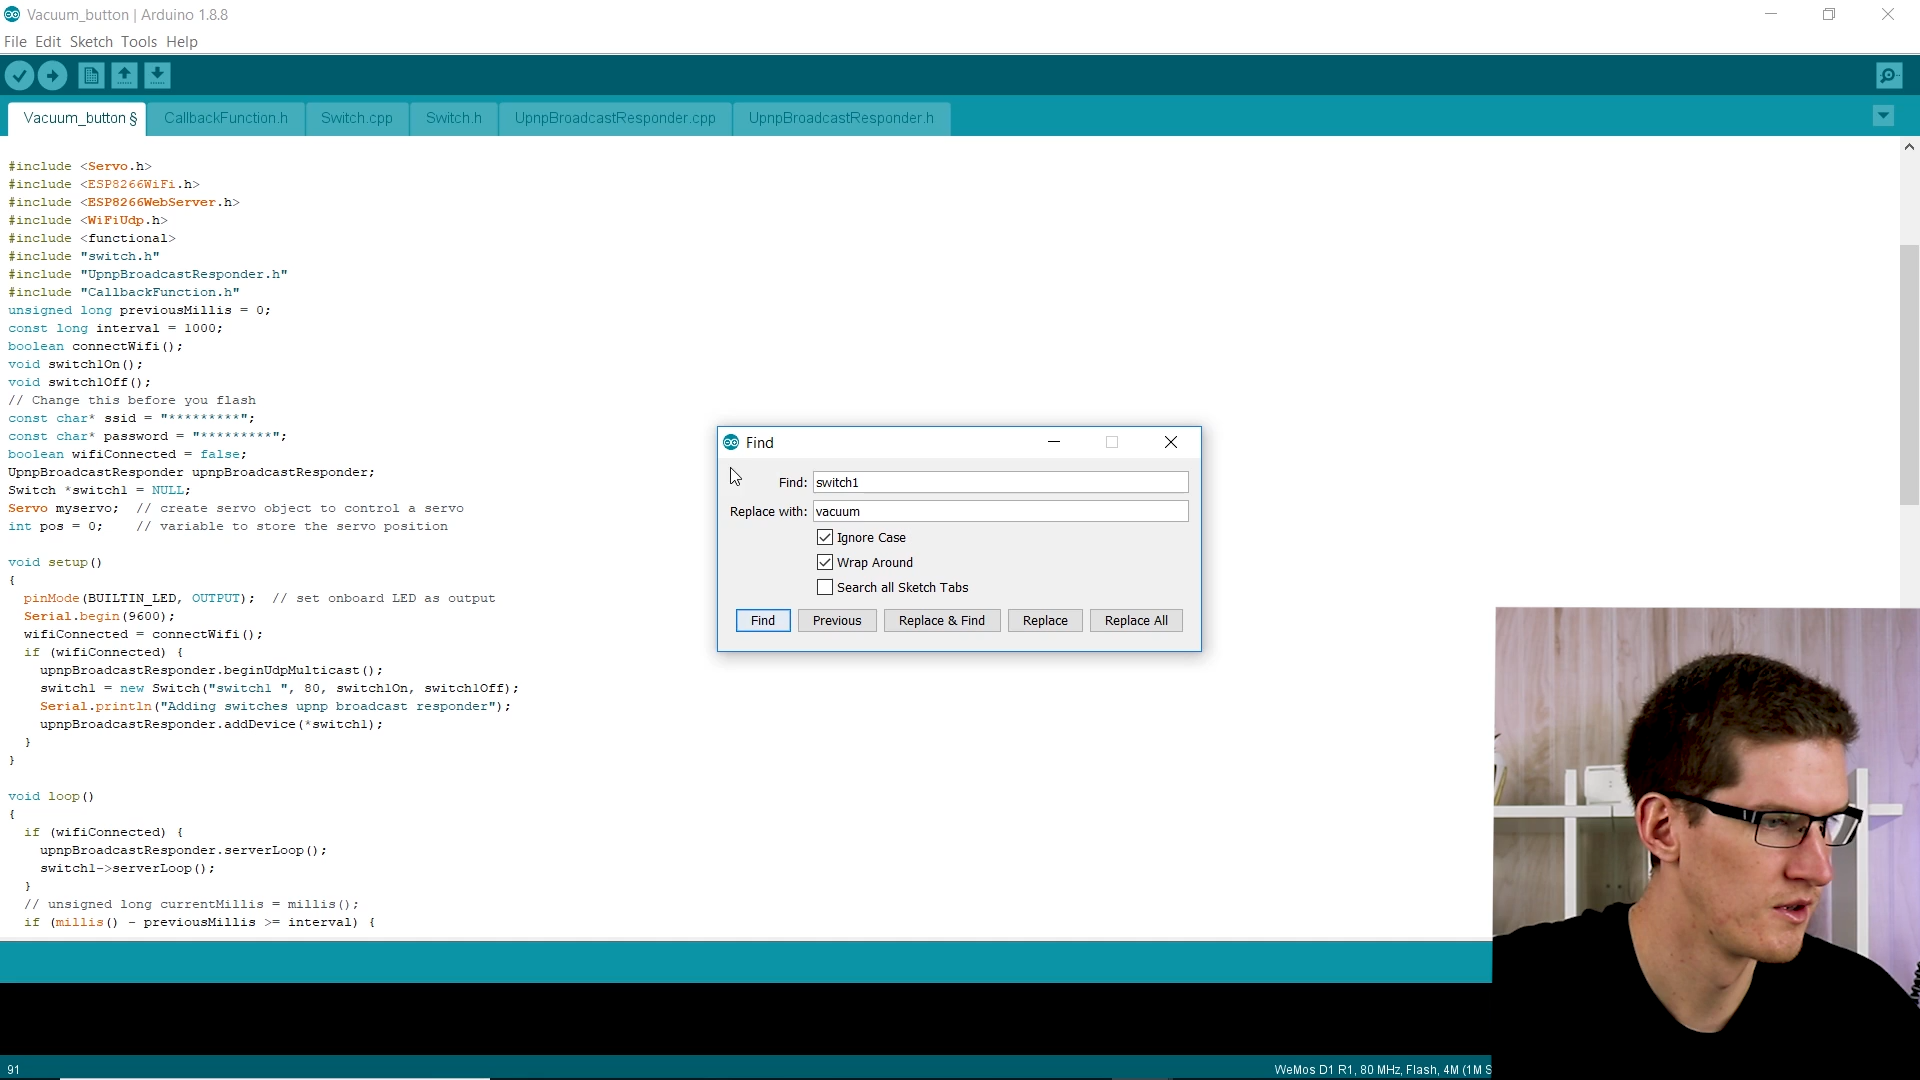 Vacuum_button | Arduino 1.8.8
File Edit Sketch Tools Help
Vacuum_button § CallbackFunction.h Switch.cpp Switch.h UpnpBroadcastResponder.cpp UpnpBroadcastResponder.h
#include <Servo.h>
#include <ESP8266WiFi.h>
#include <ESP8266WebServer.h>
#include <WiFiUdp.h>
#include <functional>
#include "switch.h"
#include "UpnpBroadcastResponder.h"
#include "CallbackFunction.h"
unsigned long previousMillis = 0;
const long interval = 1000;
boolean connectWifi();
void switch1On();
void switch1Off();
// Change this before you flash
const char* ssid = "*********";
const char* password = "*********";
boolean wifiConnected = false;
UpnpBroadcastResponder upnpBroadcastResponder;
Switch *switch1 = NULL;
Servo myservo;  // create servo object to control a servo
int pos = 0;    // variable to store the servo position
void setup()
{
pinMode(BUILTIN_LED, OUTPUT);  // set onboard LED as output
Serial.begin(9600);
wifiConnected = connectWifi();
if (wifiConnected) {
upnpBroadcastResponder.beginUdpMulticast();
switch1 = new Switch("switch1 ", 80, switch1On, switch1Off);
Serial.println("Adding switches upnp broadcast responder");
upnpBroadcastResponder.addDevice(*switch1);
}
}
void loop()
{
if (wifiConnected) {
upnpBroadcastResponder.serverLoop();
switch1->serverLoop();
}
// unsigned long currentMillis = millis();
if (millis() - previousMillis >= interval) {
Find
Find: switch1
Replace with: vacuum
Ignore Case
Wrap Around
Search all Sketch Tabs
Find Previous Replace & Find Replace Replace All
91
WeMos D1 R1, 80 MHz, Flash, 4M (1M S